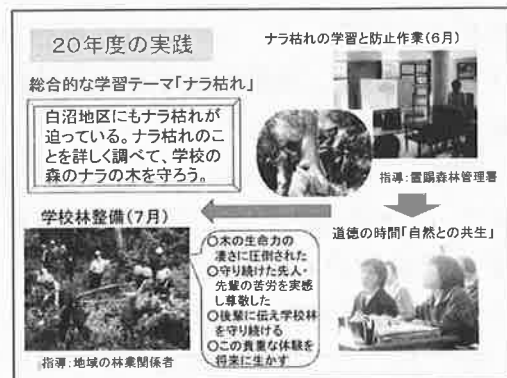 20年度の実践
総合的な学習テーマ「ナラ枯れ」
白沼地区にもナラ枯れが
迫っている。ナラ枯れのこ
とを詳しく調べて、学校の
森のナラの木を守ろう。
ナラ枯れの学習と防止作業(6月)
指導:置賜森林管理署
道徳の時間「自然との共生」
学校林整備(7月)
〇木の生命力の
凄さに圧倒された
〇守り続けた先人・
先輩の苦労を実感
し尊敬した
〇後輩に伝え学校林
を守り続ける
〇この貴重な体験を
将来に生かす
指導:地域の林業関係者